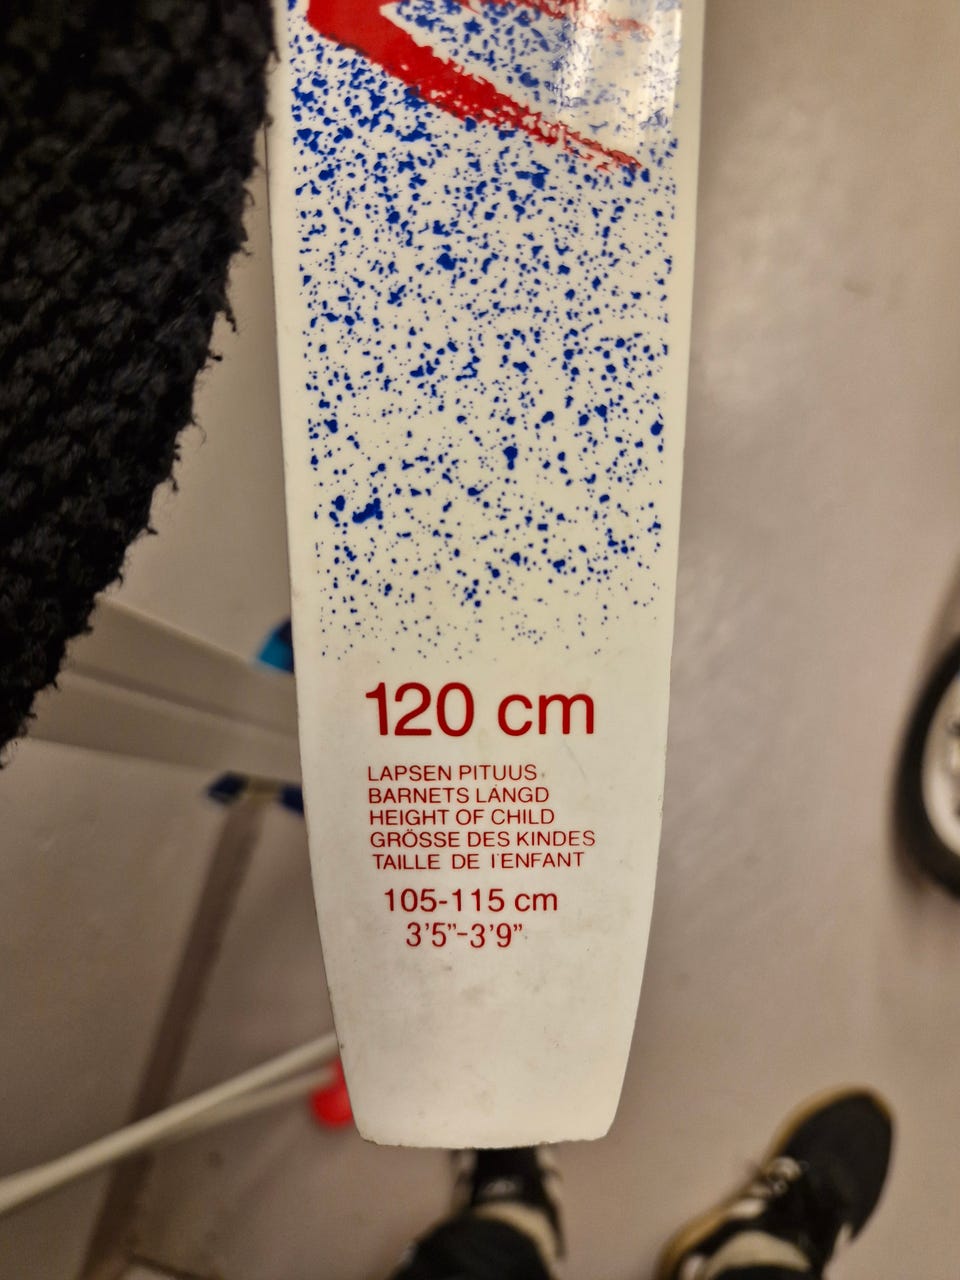 120 cm
LAPSEN PITUUS
BARNETS LÄNGD
HEIGHT OF CHILD
GRÖSSE DES KINDES
TAILLE DE l'ENFANT
105-115 cm
3'5"-3'9"